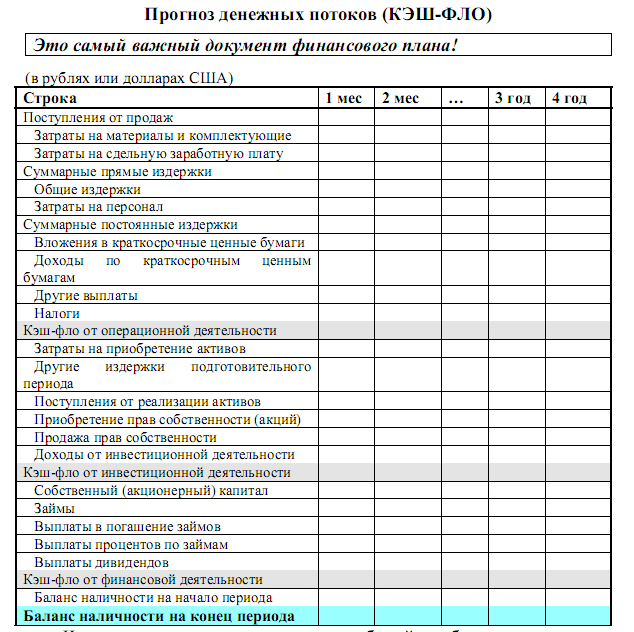 Прогноз денежных потоков (КЭШ-ФЛО)
Это самый важный документ финансового плана!
(в рублях или долларах США)
Строка 1 мес 2 мес … 3 год 4 год
Поступления от продаж
Затраты на материалы и комплектующие
Затраты на сдельную заработную плату
Суммарные прямые издержки
Общие издержки
Затраты на персонал
Суммарные постоянные издержки
Вложения в краткосрочные ценные бумаги
Доходы по краткосрочным ценным
бумагам
Другие выплаты
Налоги
Кэш-фло от операционной деятельности
Затраты на приобретение активов
Другие издержки подготовительного
периода
Поступления от реализации активов
Приобретение прав собственности (акций)
Продажа прав собственности
Доходы от инвестиционной деятельности
Кэш-фло от инвестиционной деятельности
Собственный (акционерный) капитал
Займы
Выплаты в погашение займов
Выплаты процентов по займам
Выплаты дивидендов
Кэш-фло от финансовой деятельности
Баланс наличности на начало периода
Баланс наличности на конец периода